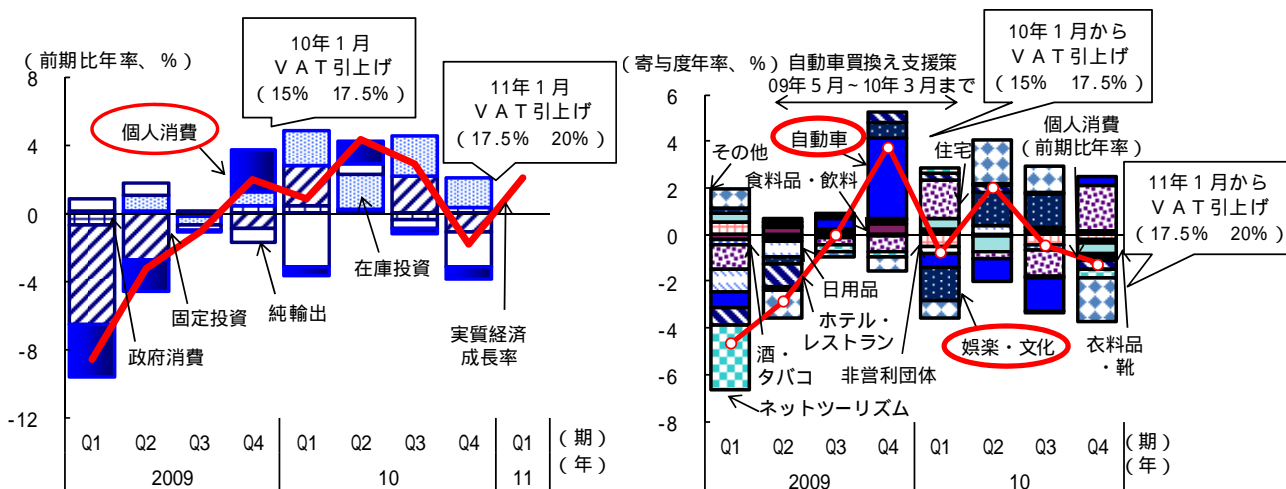 (前期比年率、%)
10年1月
VAT引上げ
(15%　17.5%)
11年1月
VAT引上げ
(17.5%　20%)
個人消費
在庫投資
純輸出
固定投資
政府消費
実質経済
成長率
8
4
0
-4
-8
-12
Q1 Q2 Q3 Q4 Q1 Q2 Q3 Q4 Q1 (期)
2009 10 11 (年)
(寄与度年率、%)
自動車買換え支援策
09年5月~10年3月まで
10年1月から
VAT引上げ
(15%　17.5%)
個人消費
(前期比年率)
11年1月から
VAT引上げ
(17.5%　20%)
自動車
住宅
その他
食料品・飲料
日用品
ホテル・
レストラン
酒・
タバコ
非営利団体
娯楽・文化
衣料品
・靴
ネットツーリズム
6
4
2
0
-2
-4
-6
-8
Q1 Q2 Q3 Q4 Q1 Q2 Q3 Q4 (期)
2009 10 (年)